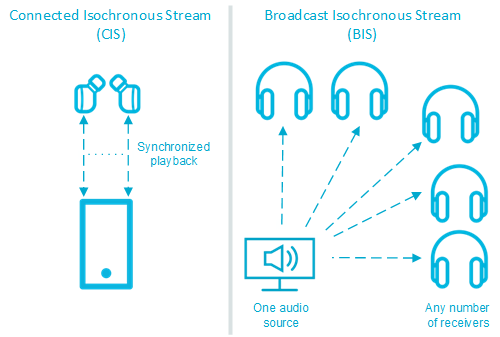 Connected Isochronous Stream
(CIS)
Synchronized
playback
Broadcast Isochronous Stream
(BIS)
One audio
source
Any number
of receivers